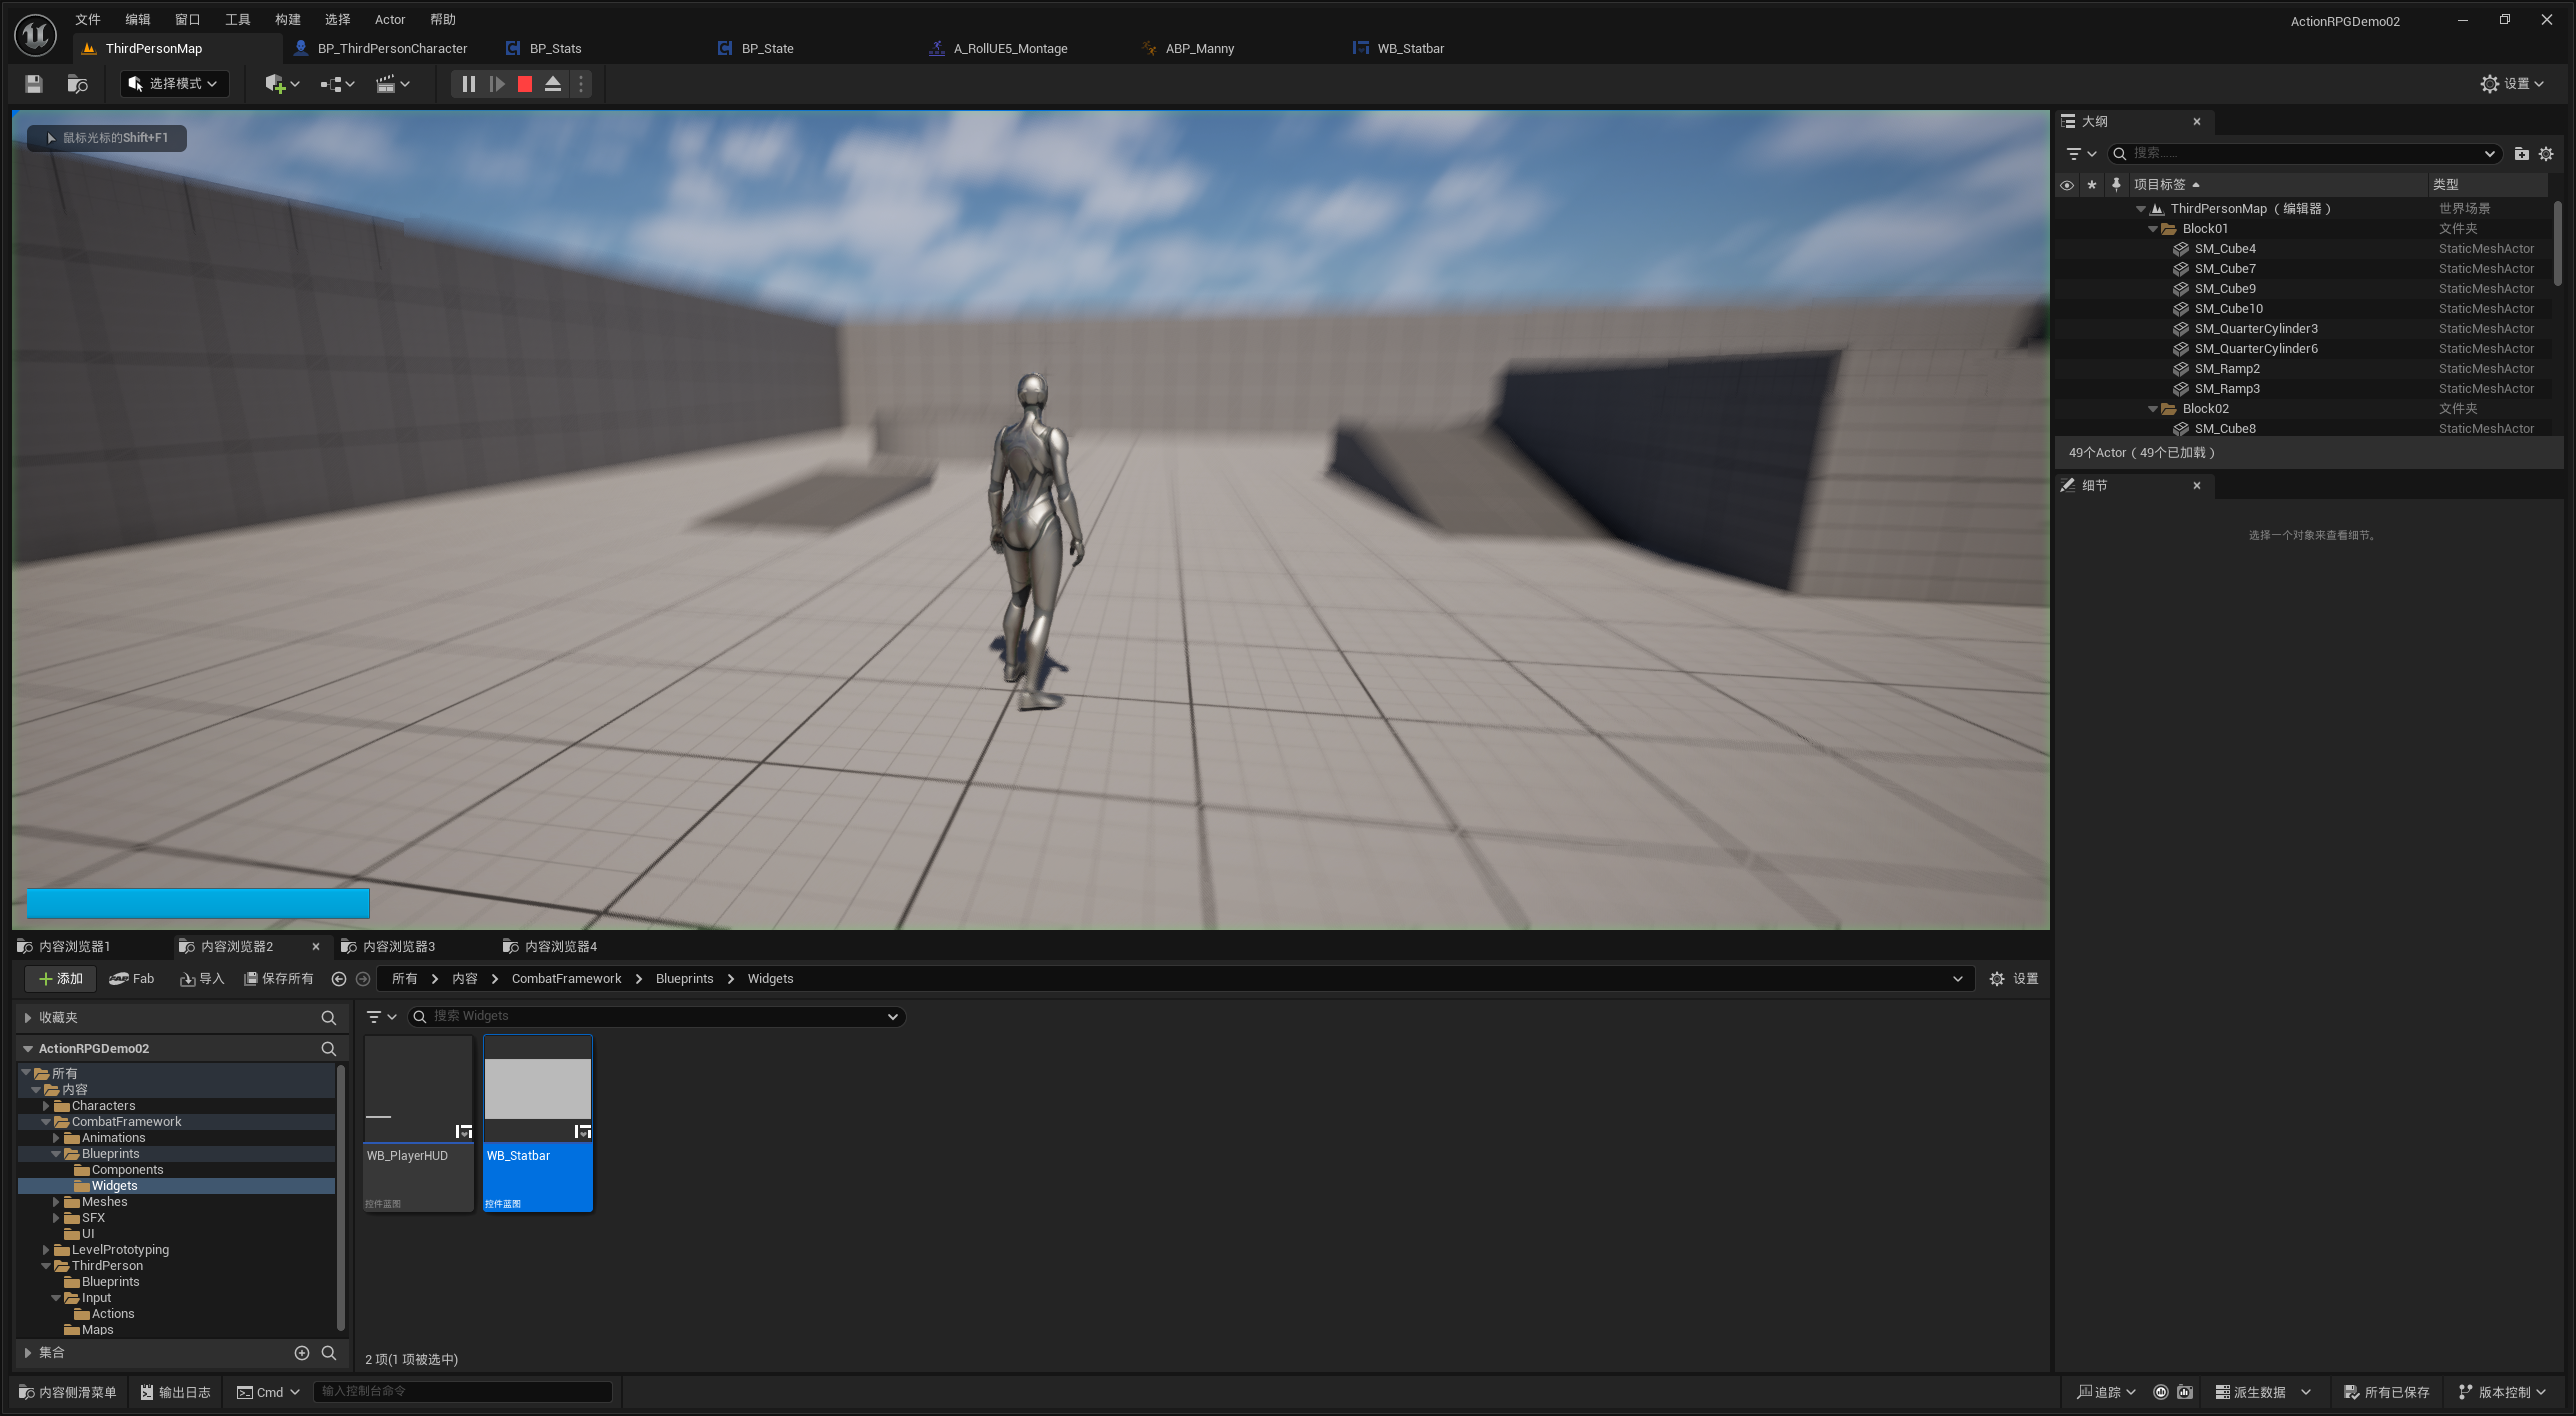 文件 编辑 窗口 工具 构建 选择 Actor 帮助
ActionRPGDemo02
ThirdPersonMap BP_ThirdPersonCharacter BP_Stats BP_State A_RollUE5_Montage ABP_Manny WB_Statbar
选择模式
设置
鼠标光标的Shift+F1
大纲
搜索......
项目标签 类型
ThirdPersonMap（编辑器） 世界场景
Block01 文件夹
SM_Cube4 StaticMeshActor
SM_Cube7 StaticMeshActor
SM_Cube9 StaticMeshActor
SM_Cube10 StaticMeshActor
SM_QuarterCylinder3 StaticMeshActor
SM_QuarterCylinder6 StaticMeshActor
SM_Ramp2 StaticMeshActor
SM_Ramp3 StaticMeshActor
Block02 文件夹
SM_Cube8 StaticMeshActor
49个Actor（49个已加载）
细节
选择一个对象来查看细节。
内容浏览器1 内容浏览器2 内容浏览器3 内容浏览器4
添加 Fab 导入 保存所有 所有 内容 CombatFramework Blueprints Widgets 设置
收藏夹
搜索 Widgets
ActionRPGDemo02
所有
内容
Characters
CombatFramework
Animations
Blueprints
Components
Widgets
Meshes
SFX
UI
LevelPrototyping
ThirdPerson
Blueprints
Input
Actions
Maps
集合
WB_PlayerHUD
控件蓝图
WB_Statbar
控件蓝图
2 项(1 项被选中)
内容侧滑菜单 输出日志 Cmd 输入控制台命令
追踪 派生数据 所有已保存 版本控制